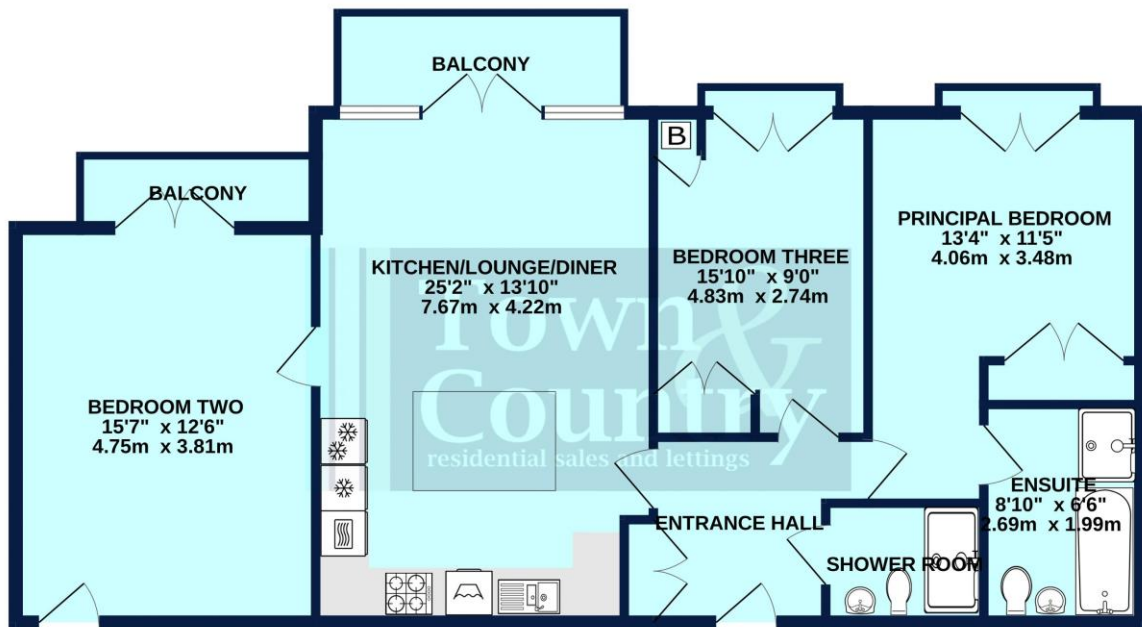 BALCONY
BALCONY
B
KITCHEN/LOUNGE/DINER
25'2" x 13'10"
7.67m x 4.22m
BEDROOM THREE
15'10" x 9'0"
4.83m x 2.74m
PRINCIPAL BEDROOM
13'4" x 11'5"
4.06m x 3.48m
Town &
Country
residential sales and lettings
BEDROOM TWO
15'7" x 12'6"
4.75m x 3.81m
ENTRANCE HALL
SHOWER ROOM
ENSUITE
8'10" x 6'6"
2.69m x 1.99m